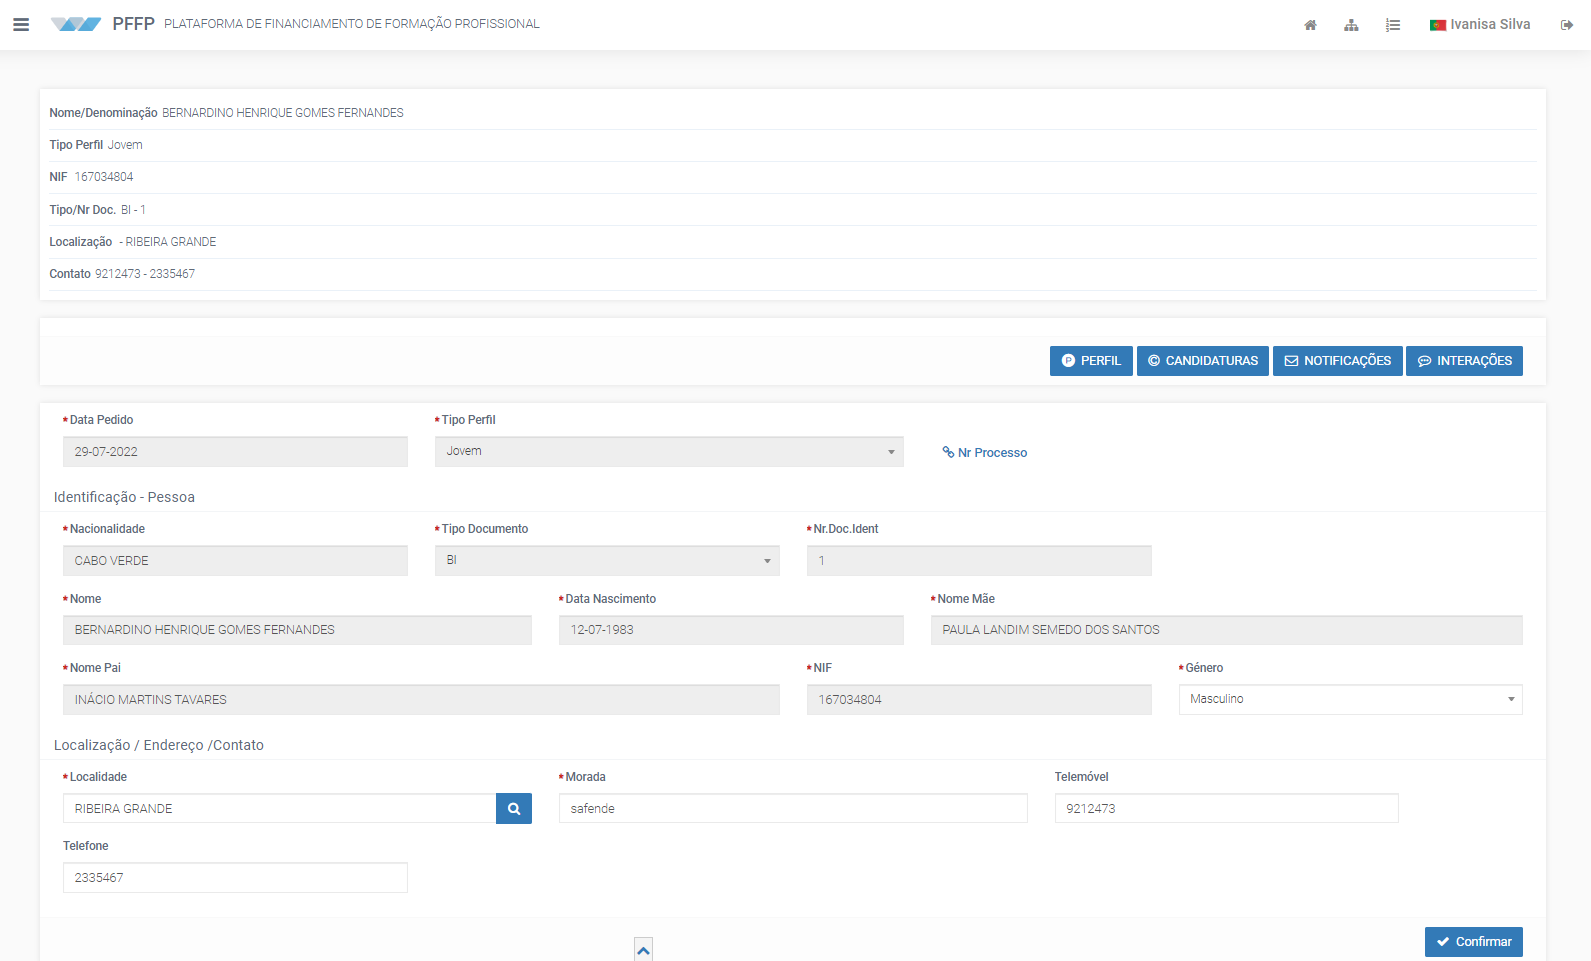 PFFP PLATAFORMA DE FINANCIAMENTO DE FORMAÇÃO PROFISSIONAL
Ivanisa Silva
Nome/Denominação BERNARDINO HENRIQUE GOMES FERNANDES
Tipo Perfil Jovem
NIF 167034804
Tipo/Nr Doc. BI - 1
Localização - RIBEIRA GRANDE
Contato 9212473 - 2335467
PERFIL CANDIDATURAS NOTIFICAÇÕES INTERAÇÕES
* Data Pedido * Tipo Perfil
29-07-2022 Jovem Nr Processo
Identificação - Pessoa
* Nacionalidade * Tipo Documento * Nr.Doc.Ident
CABO VERDE BI 1
* Nome * Data Nascimento * Nome Mãe
BERNARDINO HENRIQUE GOMES FERNANDES 12-07-1983 PAULA LANDIM SEMEDO DOS SANTOS
* Nome Pai * NIF * Género
INÁCIO MARTINS TAVARES 167034804 Masculino
Localização / Endereço /Contato
* Localidade * Morada Telemóvel
RIBEIRA GRANDE safende 9212473
Telefone
2335467
Confirmar